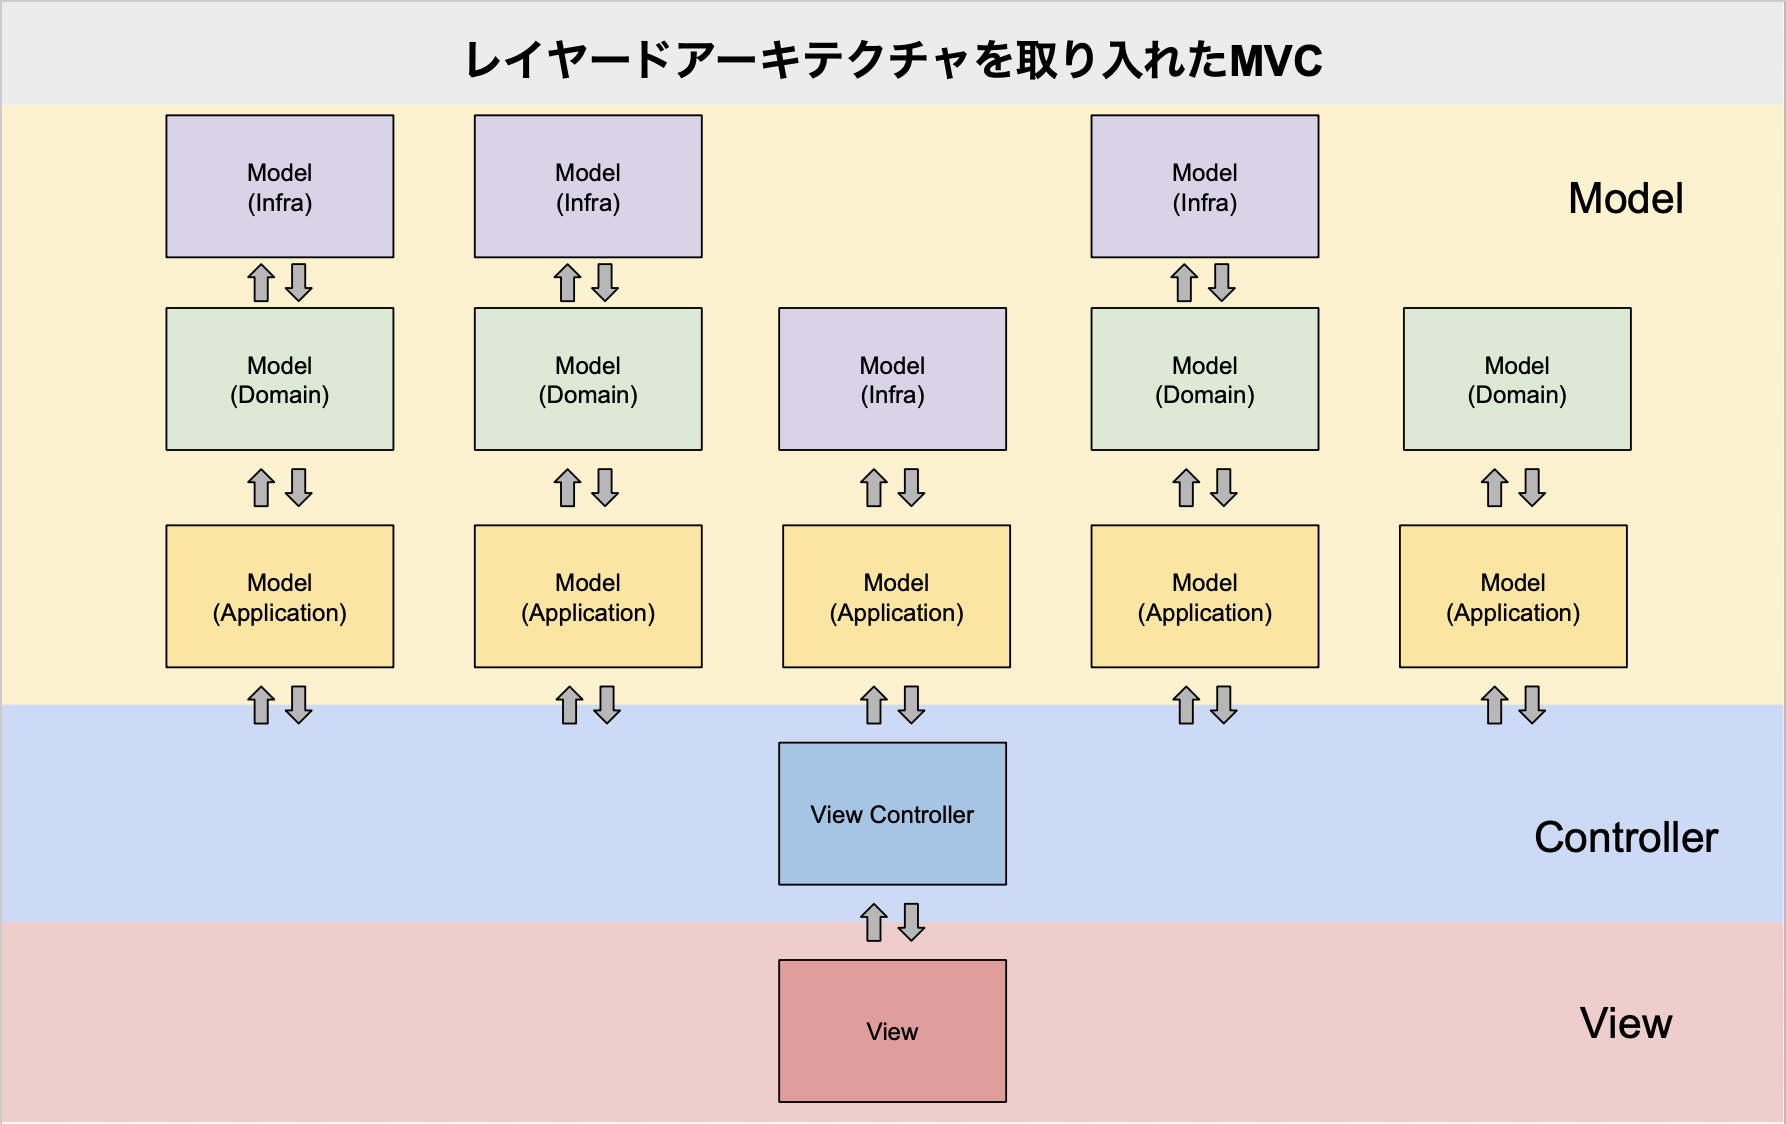 レイヤードアーキテクチャを取り入れたMVC
Model
(Infra)
Model
(Infra)
Model
(Infra)
Model
Model
(Domain)
Model
(Domain)
Model
(Infra)
Model
(Domain)
Model
(Domain)
Model
(Application)
Model
(Application)
Model
(Application)
Model
(Application)
Model
(Application)
View Controller
Controller
View
View